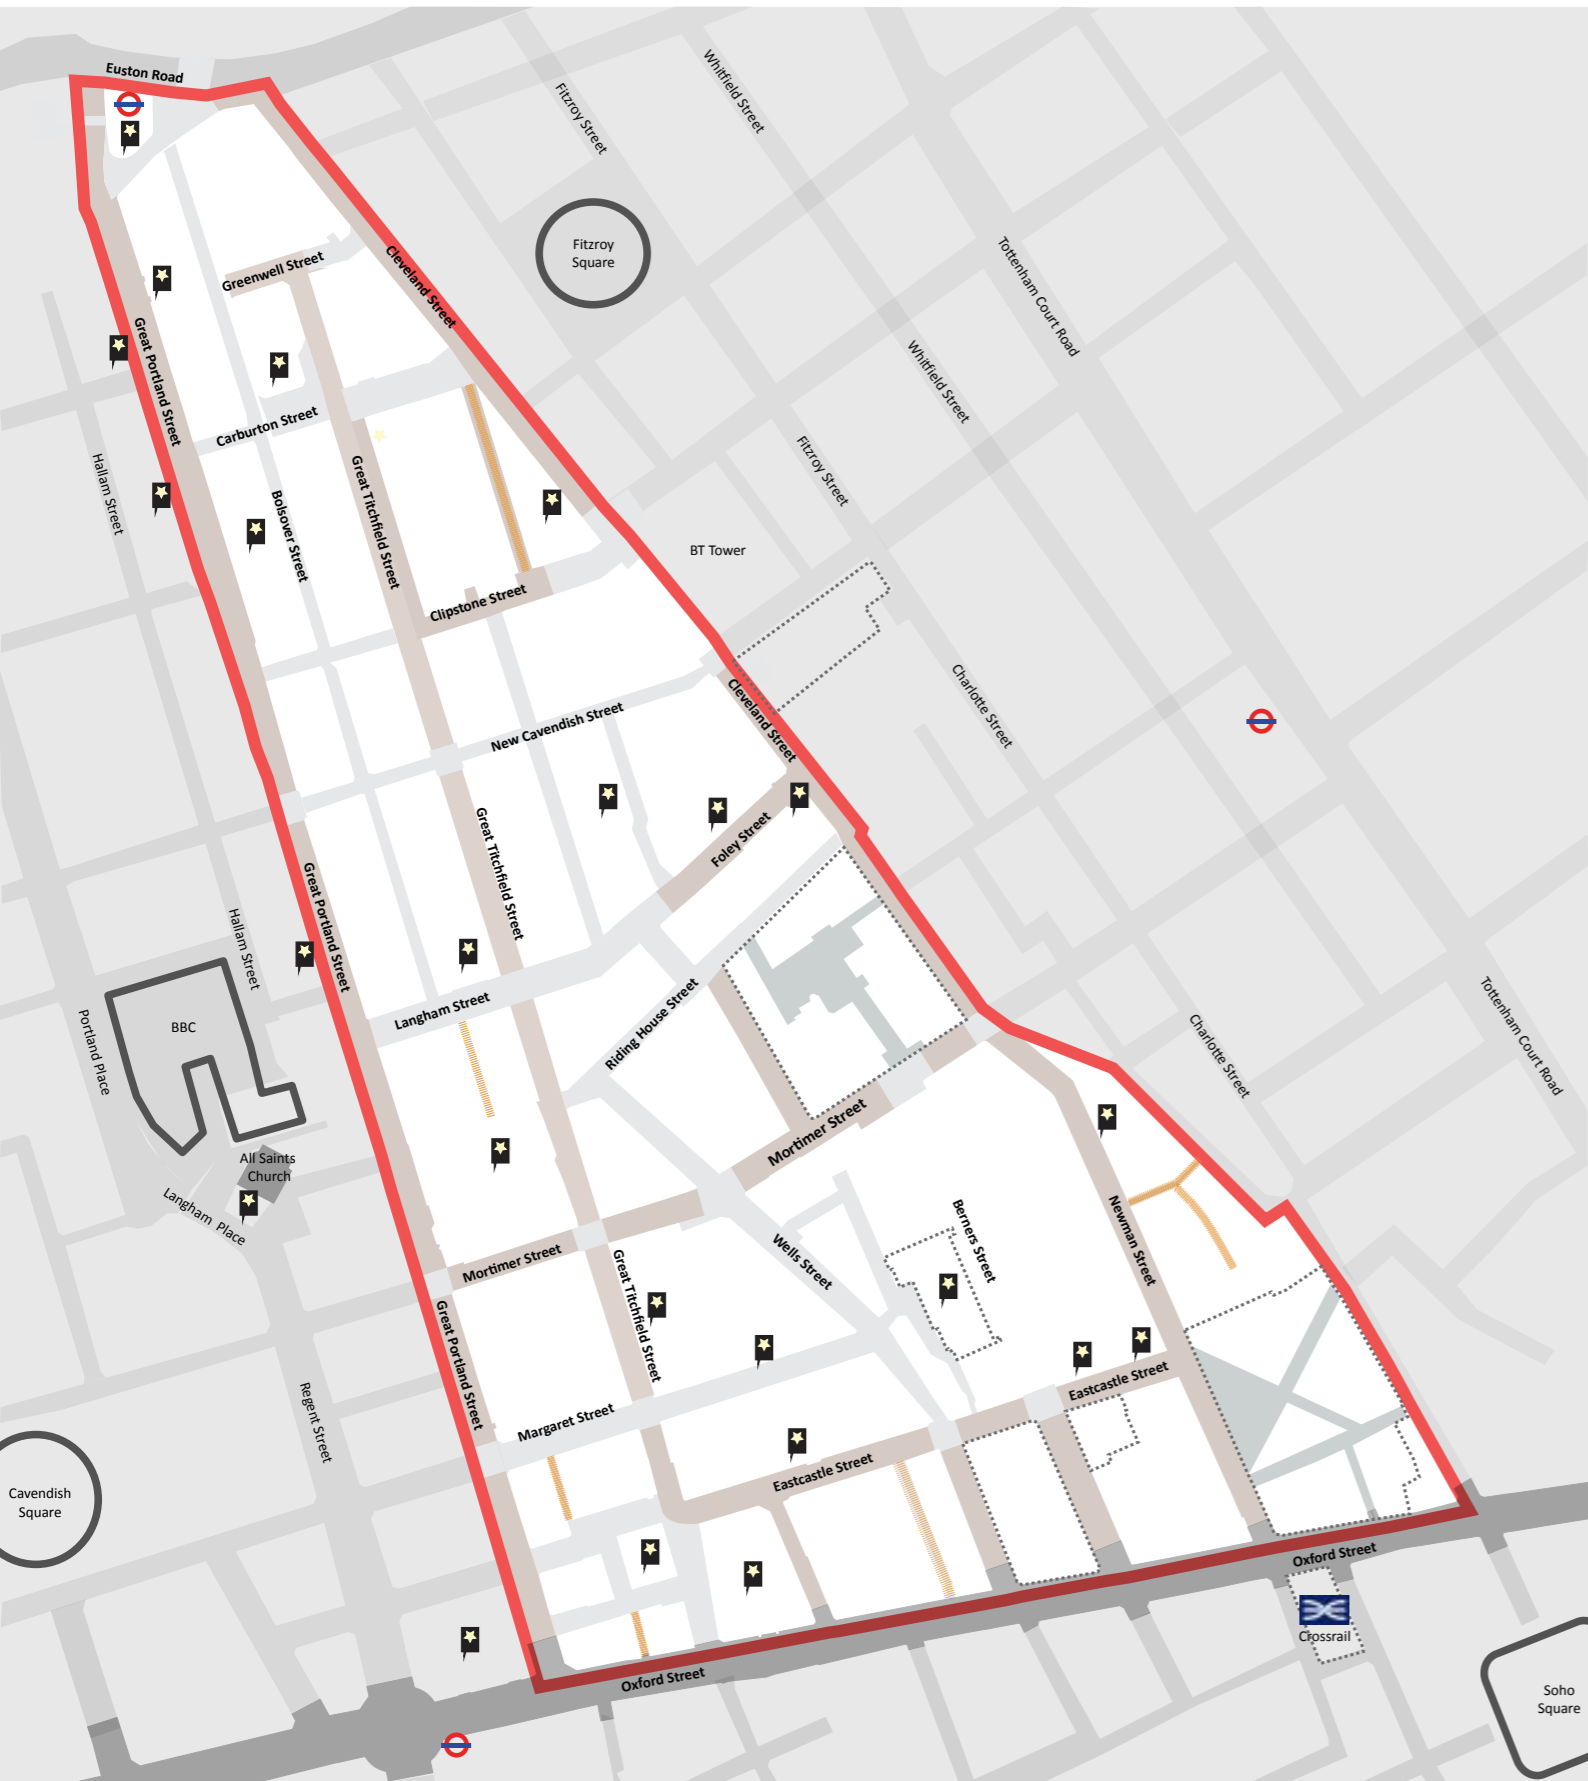 Euston Road
Whitfield Street
Fitzroy Street
Fitzroy
Square
Greenwell Street
Cleveland Street
Tottenham Court Road
Great Portland Street
Whitfield Street
Carburton Street
Fitzroy Street
Hallam Street
Great Titchfield Street
Bolsover Street
BT Tower
Clipstone Street
Charlotte Street
Cleveland Street
New Cavendish Street
Great Titchfield Street
Foley Street
Great Portland Street
Hallam Street
Langham Street
Riding House Street
Tottenham Court Road
Portland Place
BBC
Charlotte Street
Mortimer Street
All Saints
Church
Langham Place
Newman Street
Berners Street
Wells Street
Mortimer Street
Great Titchfield Street
Great Portland Street
Regent Street
Eastcastle Street
Margaret Street
Eastcastle Street
Cavendish
Square
Oxford Street
Crossrail
Oxford Street
Soho
Square